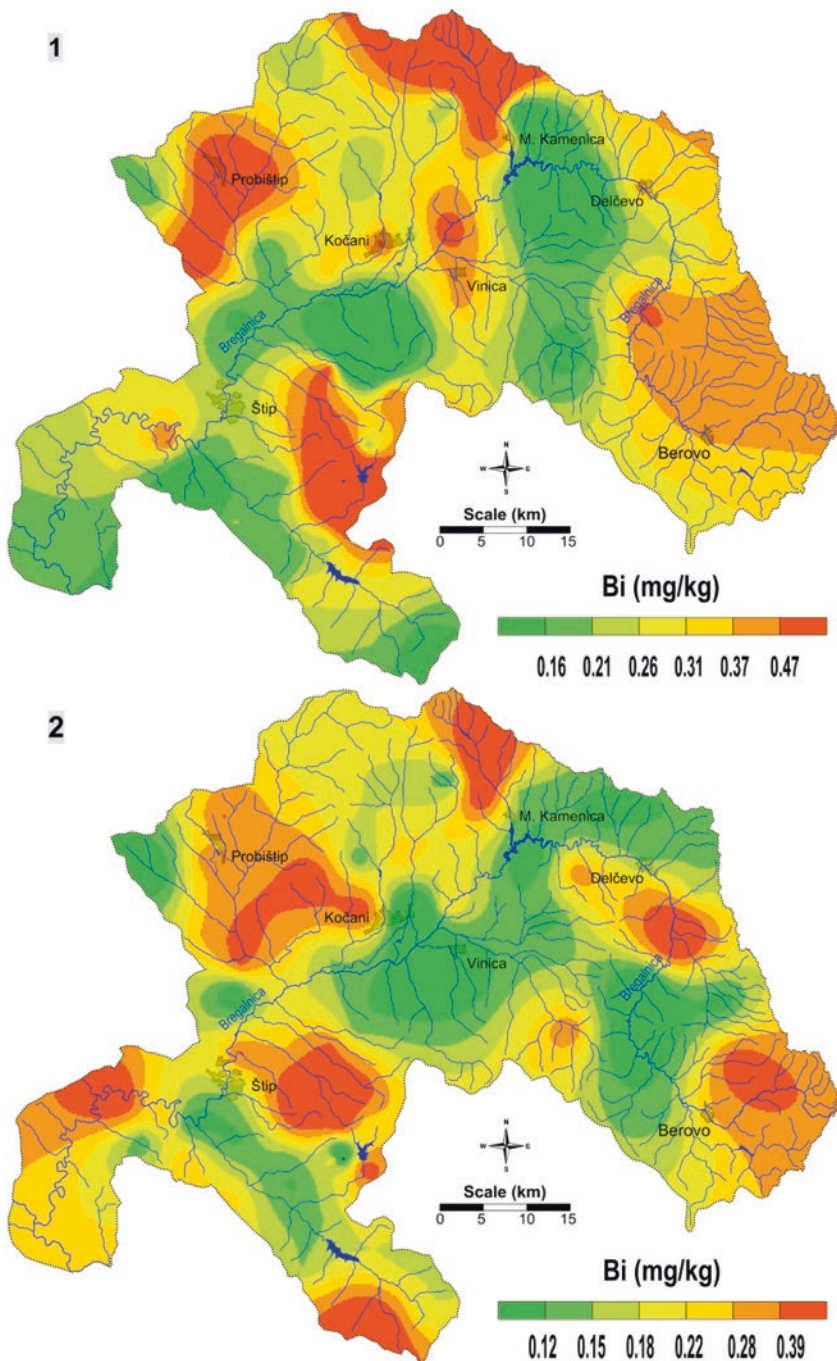 1
M. Kamenica
Probištip
Delčevo
Kočani
Vinica
Bregalnica
Bregalnica
Štip
Berovo
N
W E
S
Scale (km)
0 5 10 15
Bi (mg/kg)
0.16 0.21 0.26 0.31 0.37 0.47
2
M. Kamenica
Probištip
Delčevo
Kočani
Vinica
Bregalnica
Bregalnica
Štip
Berovo
N
W E
S
Scale (km)
0 5 10 15
Bi (mg/kg)
0.12 0.15 0.18 0.22 0.28 0.39